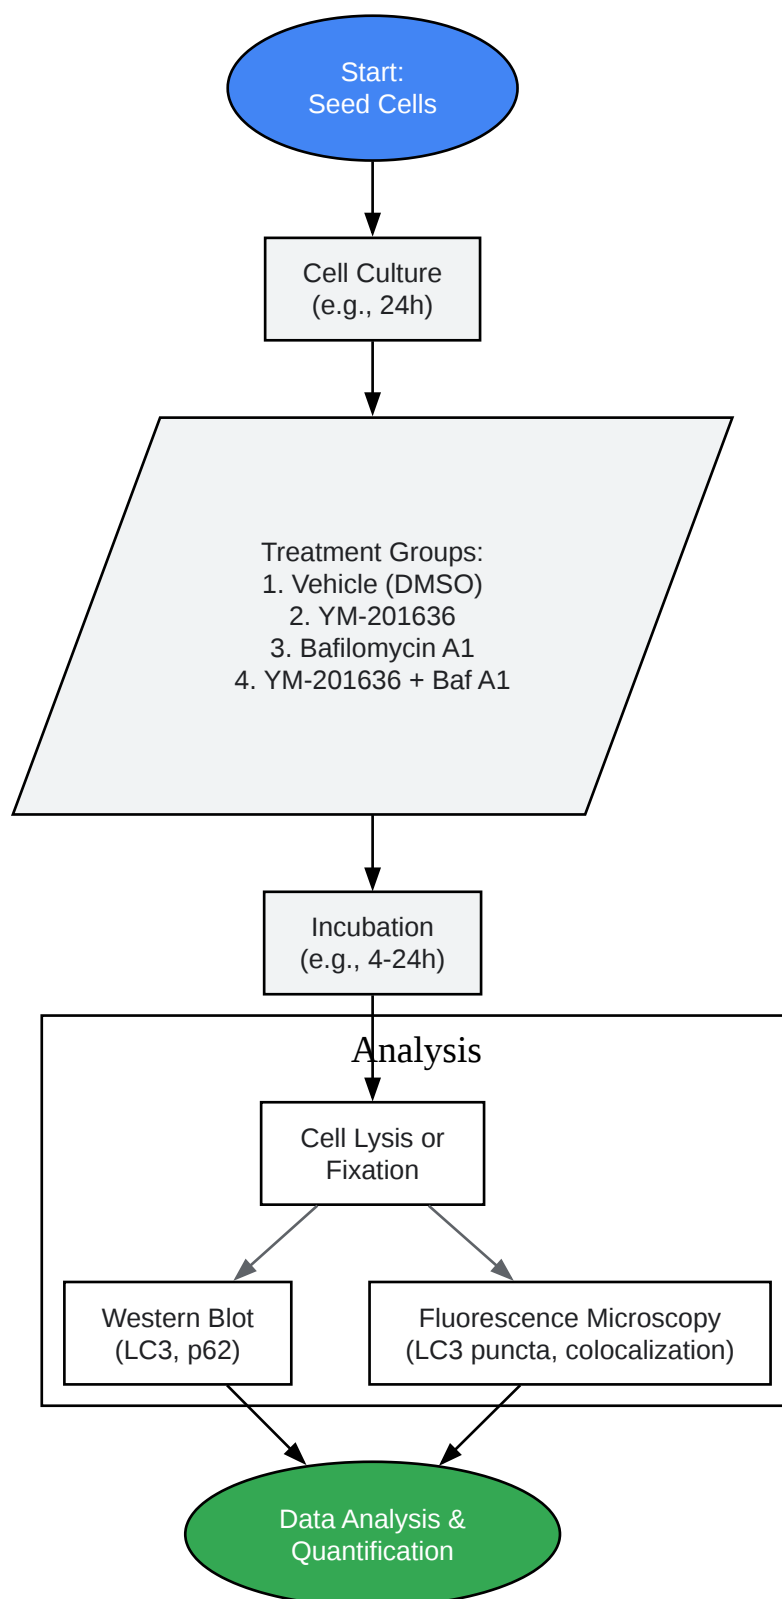 Start:
Seed Cells
Cell Culture
(e.g., 24h)
Treatment Groups:
1. Vehicle (DMSO)
2. YM-201636
3. Bafilomycin A1
4. YM-201636 + Baf A1
Incubation
(e.g., 4-24h)
Analysis
Cell Lysis or
Fixation
Western Blot
(LC3, p62)
Fluorescence Microscopy
(LC3 puncta, colocalization)
Data Analysis &
Quantification